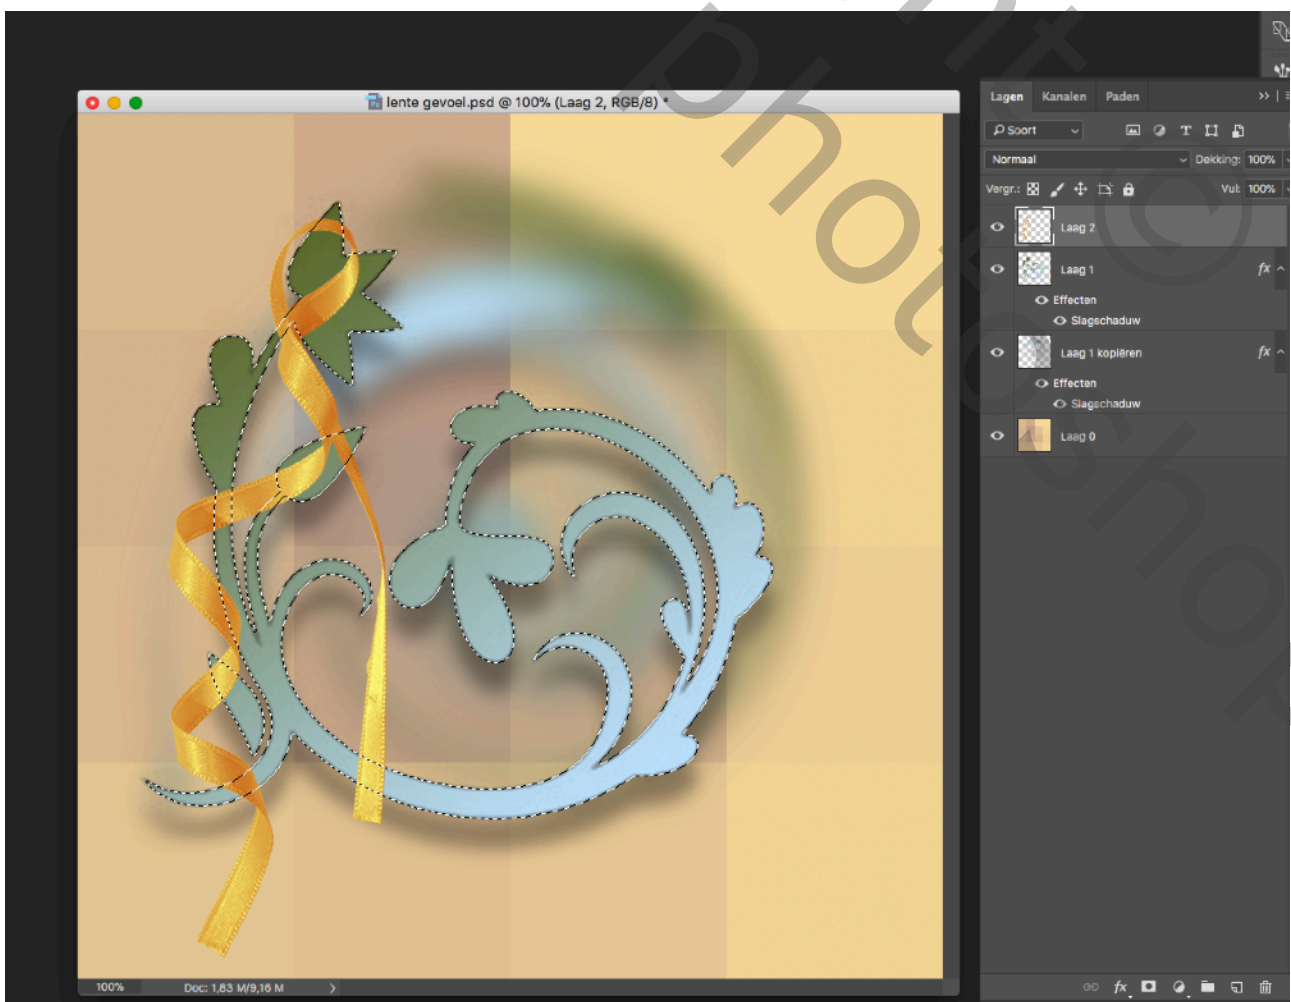 lente gevoel.psd @ 100% (Laag 2, RGB/8) *
Lagen Kanalen Paden
Soort
Normaal Dekking: 100%
Vergr.: Vul: 100%
Laag 2
Laag 1 fx
Effecten
Slagschaduw
Laag 1 kopiëren fx
Effecten
Slagschaduw
Laag 0
100% Doc: 1,83 M/9,16 M
fx
©
photoshop